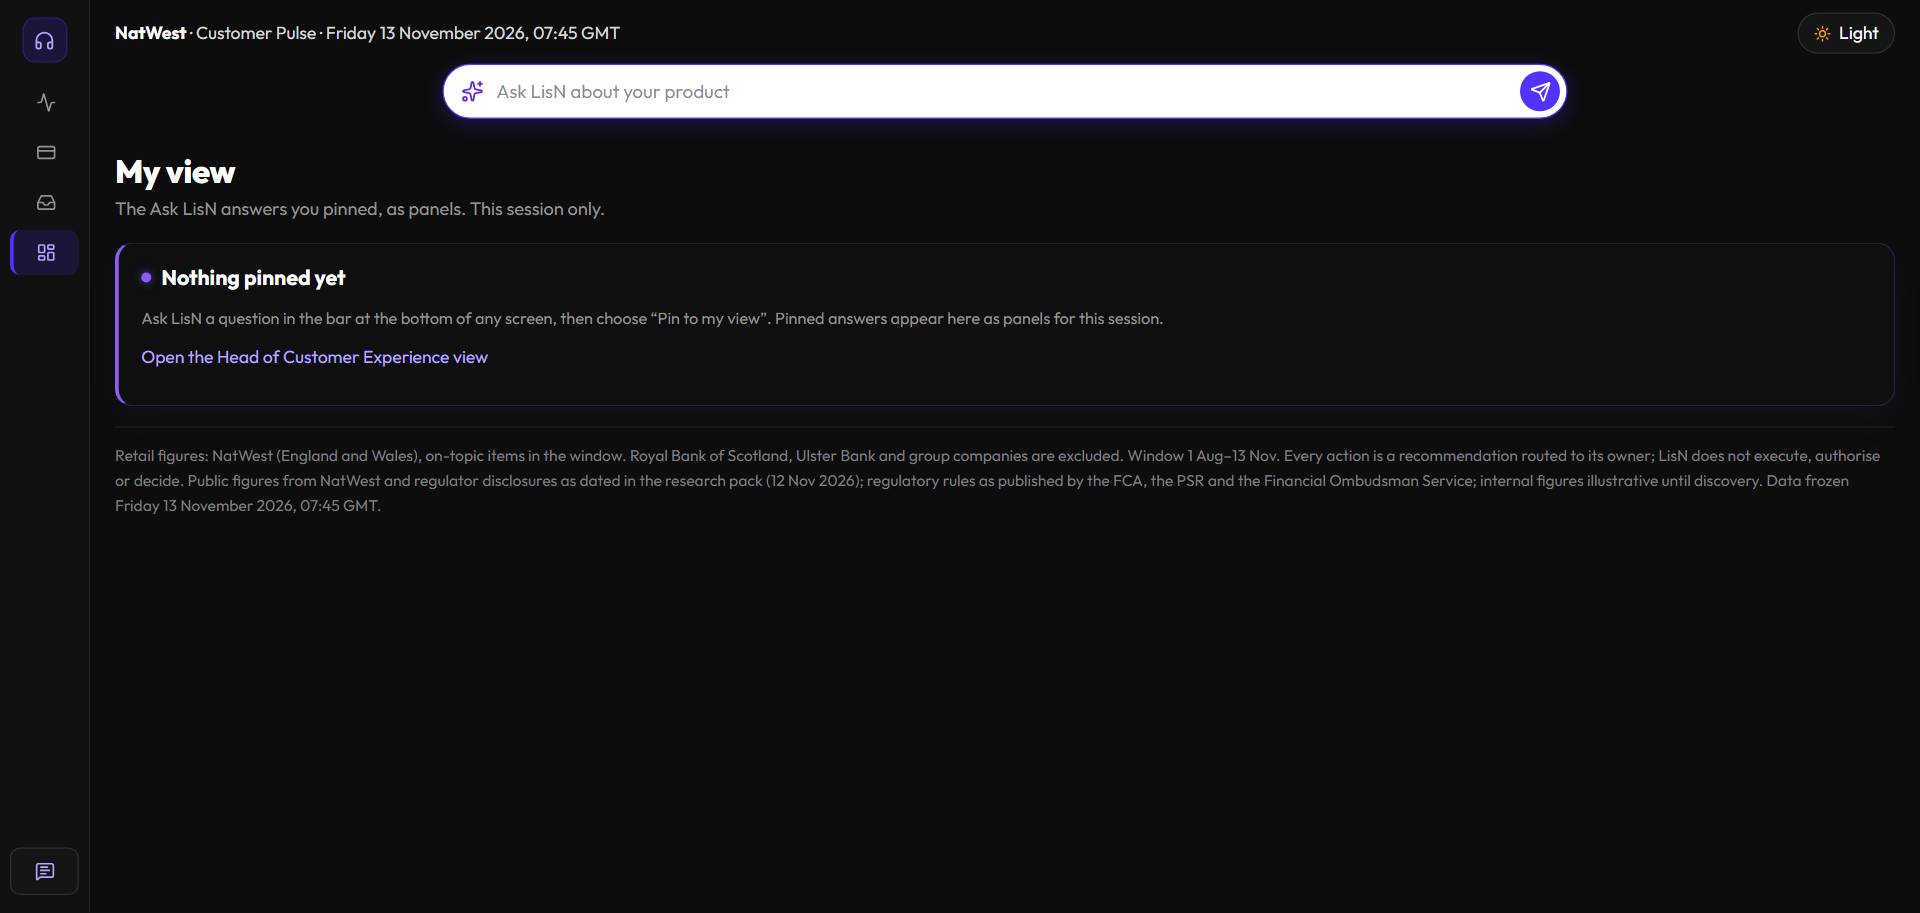 NatWest · Customer Pulse · Friday 13 November 2026, 07:45 GMT
Light
Ask LisN about your product
My view
The Ask LisN answers you pinned, as panels. This session only.
Nothing pinned yet
Ask LisN a question in the bar at the bottom of any screen, then choose “Pin to my view”. Pinned answers appear here as panels for this session.
Open the Head of Customer Experience view
Retail figures: NatWest (England and Wales), on-topic items in the window. Royal Bank of Scotland, Ulster Bank and group companies are excluded. Window 1 Aug–13 Nov. Every action is a recommendation routed to its owner; LisN does not execute, authorise
or decide. Public figures from NatWest and regulator disclosures as dated in the research pack (12 Nov 2026); regulatory rules as published by the FCA, the PSR and the Financial Ombudsman Service; internal figures illustrative until discovery. Data frozen
Friday 13 November 2026, 07:45 GMT.